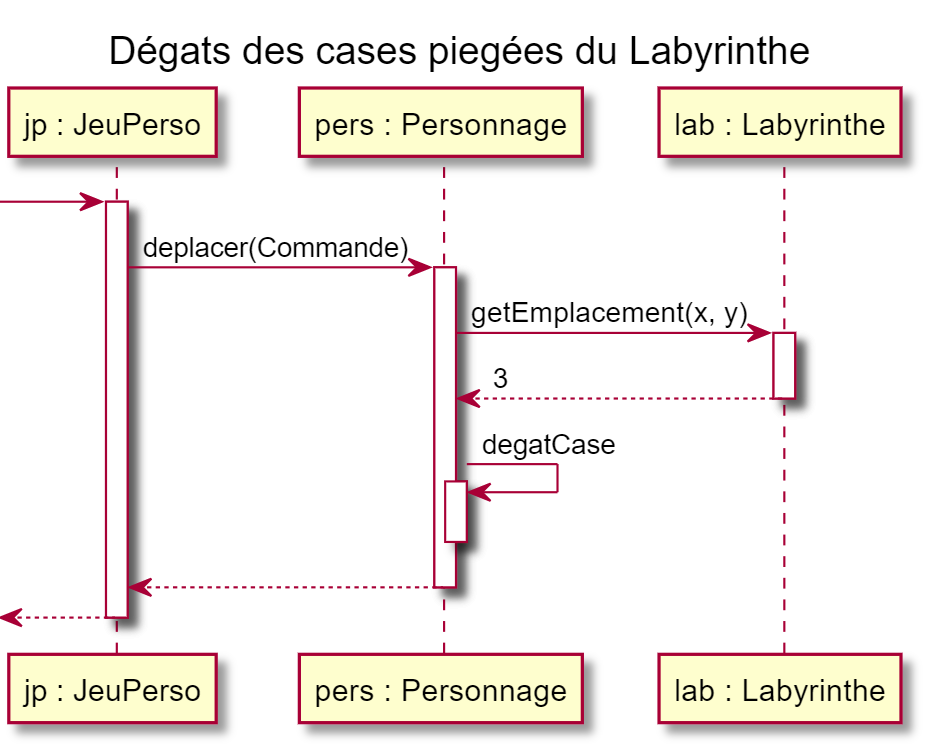 Dégats des cases piegées du Labyrinthe
jp : JeuPerso
pers : Personnage
lab : Labyrinthe
deplacer(Commande)
getEmplacement(x, y)
3
degatCase
jp : JeuPerso
pers : Personnage
lab : Labyrinthe